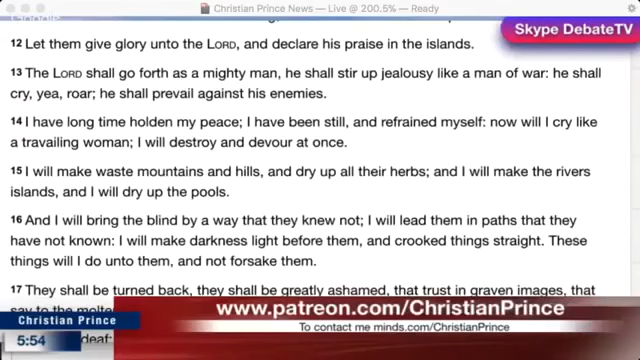 Christian Prince News — Live @ 200.5% — Ready
Skype DebateTV
12 Let them give glory unto the LORD, and declare his praise in the islands.
13 The LORD shall go forth as a mighty man, he shall stir up jealousy like a man of war: he shall
cry, yea, roar; he shall prevail against his enemies.
14 I have long time holden my peace; I have been still, and refrained myself: now will I cry like
a travailing woman; I will destroy and devour at once.
15 I will make waste mountains and hills, and dry up all their herbs; and I will make the rivers
islands, and I will dry up the pools.
16 And I will bring the blind by a way that they knew not; I will lead them in paths that they
have not known: I will make darkness light before them, and crooked things straight. These
things will I do unto them, and not forsake them.
17 They shall be turned back, they shall be greatly ashamed, that trust in graven images, that
say to the
www.patreon.com/ChristianPrince
Christian Prince
To contact me minds.com/ChristianPrince
5:54
deaf